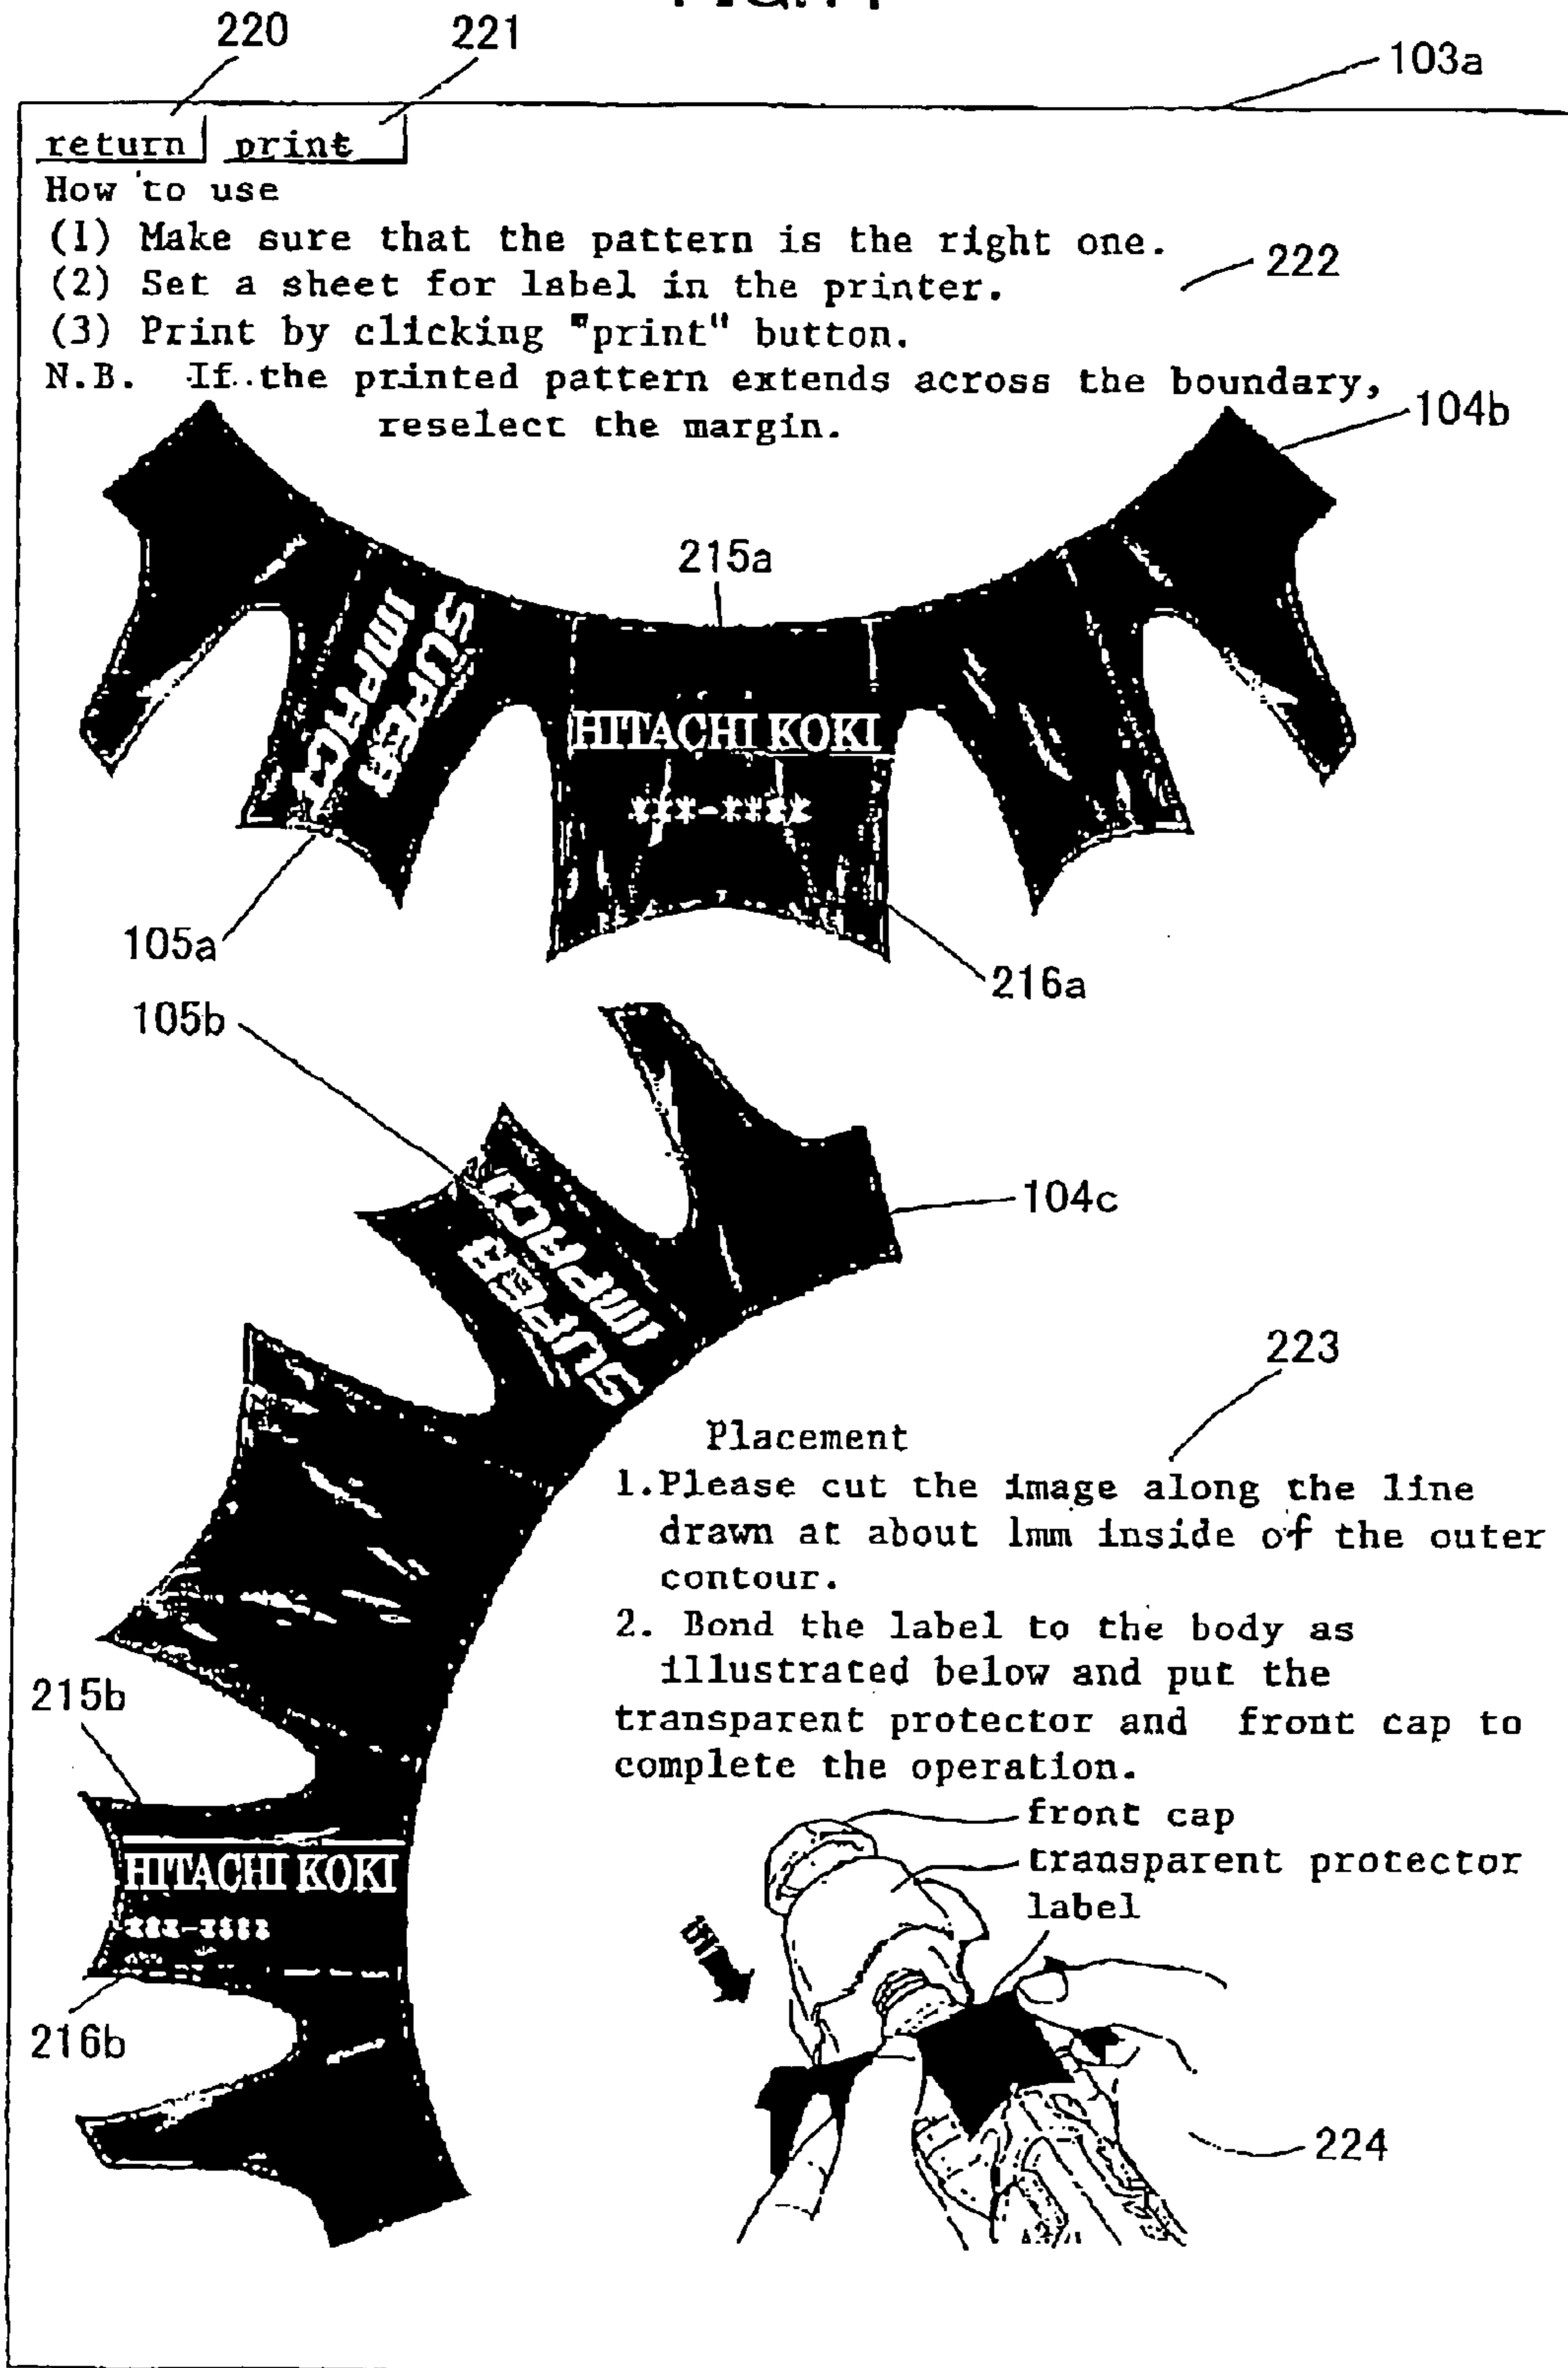 220
221
103a
return
print
How to use
(1) Make sure that the pattern is the right one.
222
(2) Set a sheet for label in the printer.
(3) Print by clicking "print" button.
N.B. If the printed pattern extends across the boundary,
reselect the margin.
104b
215a
SUPER
IMPACT
HITACHI KOKI
***-****
105a
216a
105b
IMPACT
SUPER
104c
223
Placement
1.Please cut the image along the line
drawn at about 1mm inside of the outer
contour.
2. Bond the label to the body as
illustrated below and put the
transparent protector and front cap to
complete the operation.
215b
HITACHI KOKI
***-****
216b
front cap
transparent protector
label
224